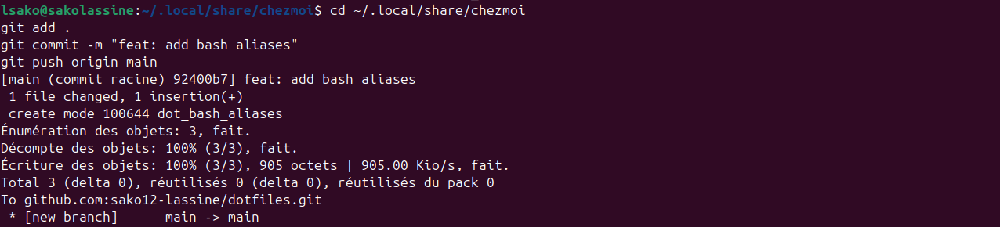 lsako@sakolassine:~/.local/share/chezmoi$ cd ~/.local/share/chezmoi
git add .
git commit -m "feat: add bash aliases"
git push origin main
[main (commit racine) 92400b7] feat: add bash aliases
 1 file changed, 1 insertion(+)
 create mode 100644 dot_bash_aliases
Énumération des objets: 3, fait.
Décompte des objets: 100% (3/3), fait.
Écriture des objets: 100% (3/3), 905 octets | 905.00 Kio/s, fait.
Total 3 (delta 0), réutilisés 0 (delta 0), réutilisés du pack 0
To github.com:sako12-lassine/dotfiles.git
 * [new branch]      main -> main